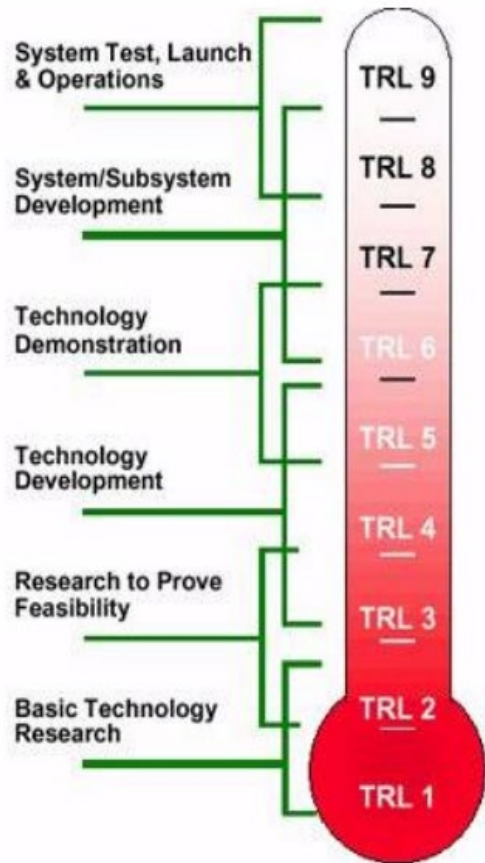 System Test, Launch
& Operations
System/Subsystem
Development
Technology
Demonstration
Technology
Development
Research to Prove
Feasibility
Basic Technology
Research
TRL 9
TRL 8
TRL 7
TRL 6
TRL 5
TRL 4
TRL 3
TRL 2
TRL 1